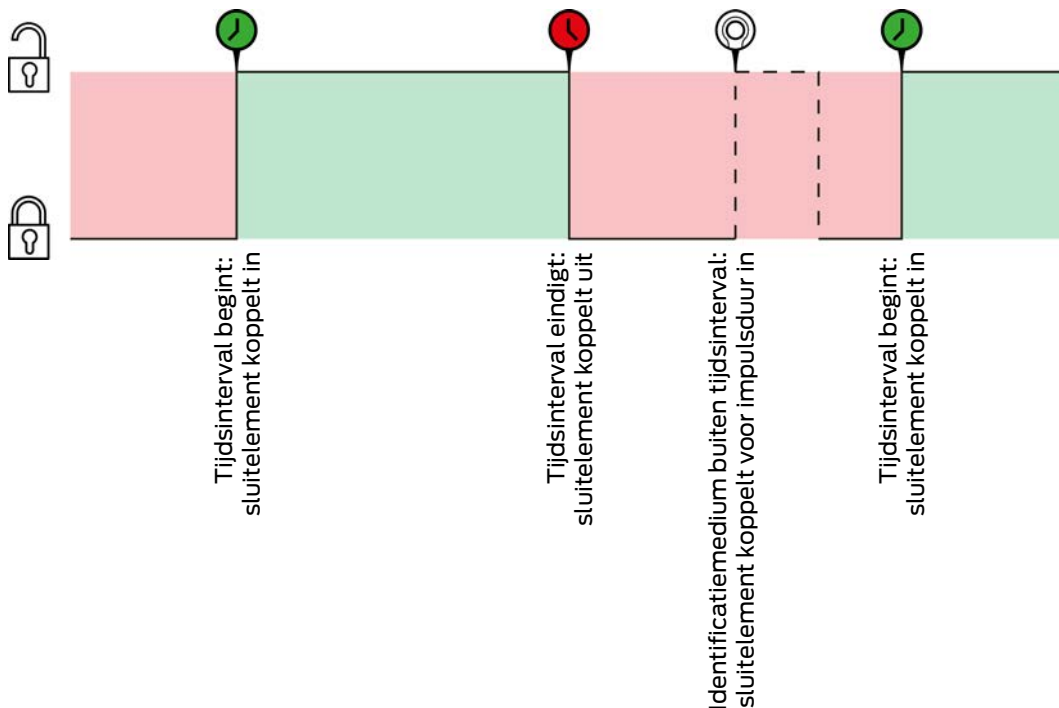 Tijdsinterval begint:
sluitelement koppelt in
Tijdsinterval eindigt:
sluitelement koppelt uit
Identificatiemedium buiten tijdsinterval:
sluitelement koppelt voor impulsduur in
Tijdsinterval begint:
sluitelement koppelt in